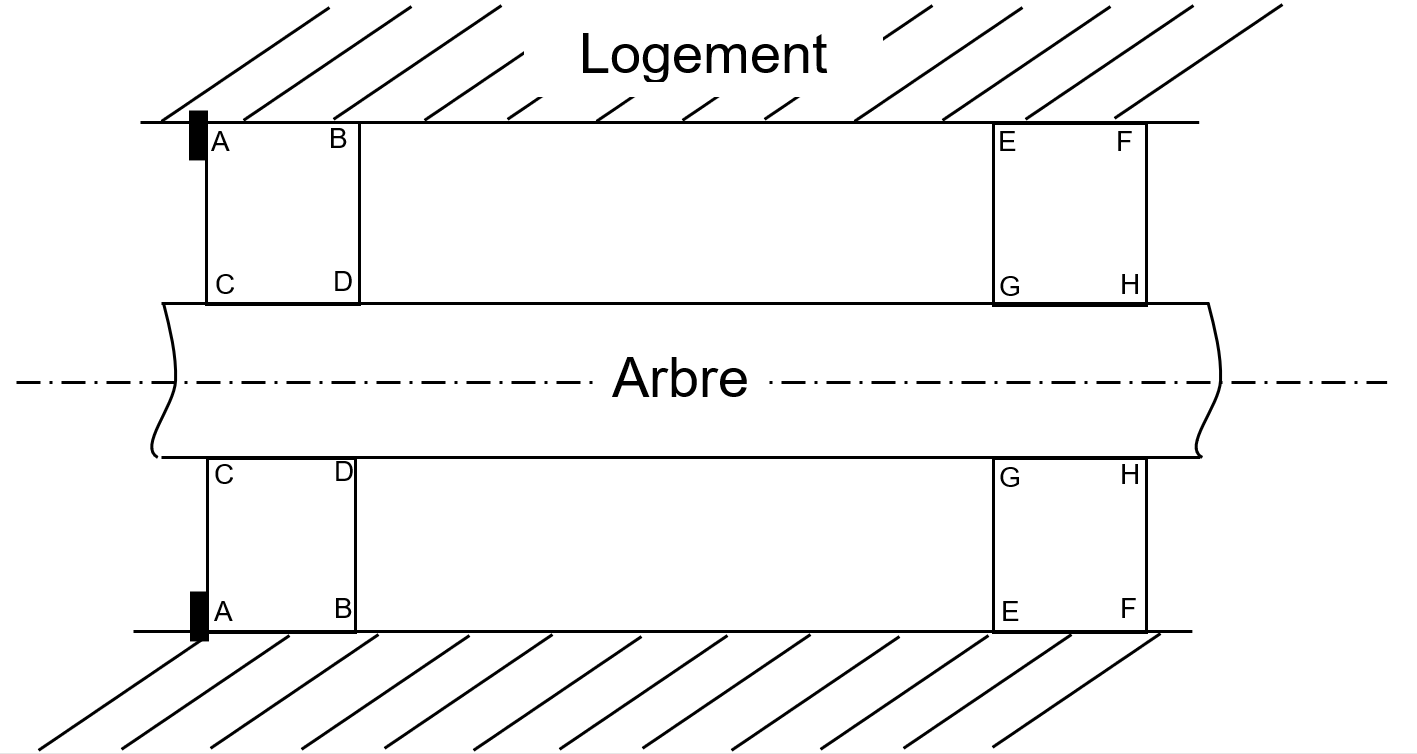 Logement
A B E F
C D G H
Arbre
C D G H
A B E F